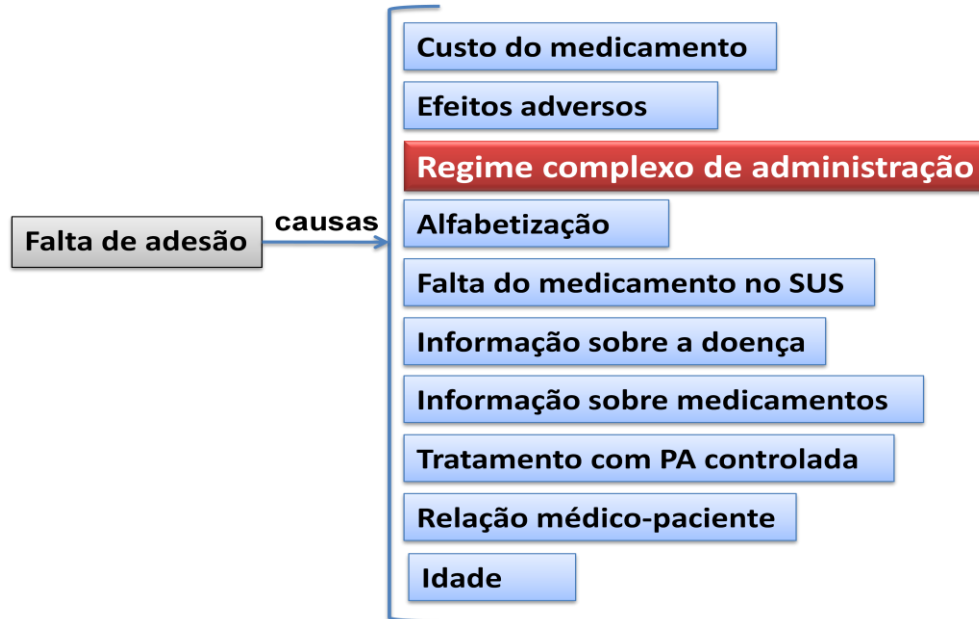 Custo do medicamento
Efeitos adversos
Regime complexo de administração
Falta de adesão
causas
Alfabetização
Falta do medicamento no SUS
Informação sobre a doença
Informação sobre medicamentos
Tratamento com PA controlada
Relação médico-paciente
Idade